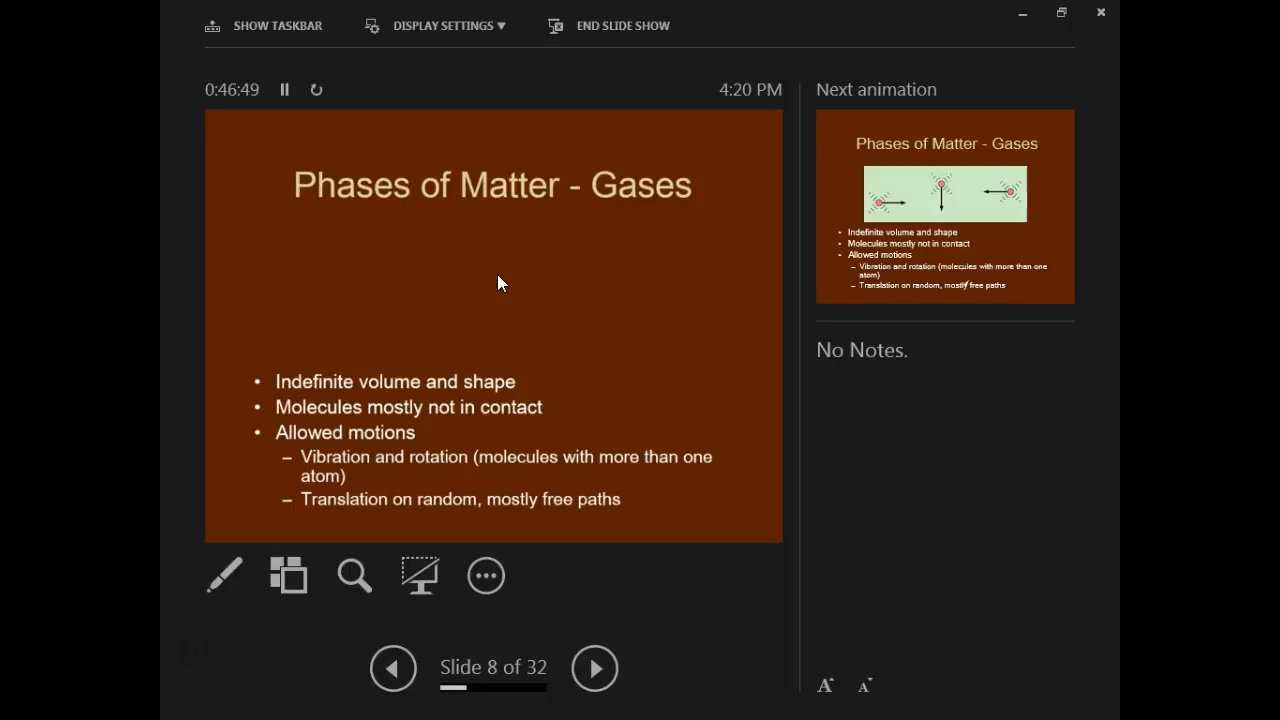 SHOW TASKBAR
DISPLAY SETTINGS ▼
END SLIDE SHOW
0:46:49
4:20 PM
Phases of Matter - Gases
• Indefinite volume and shape
• Molecules mostly not in contact
• Allowed motions
– Vibration and rotation (molecules with more than one
atom)
– Translation on random, mostly free paths
Slide 8 of 32
Next animation
Phases of Matter - Gases
• Indefinite volume and shape
• Molecules mostly not in contact
• Allowed motions
– Vibration and rotation (molecules with more than one
atom)
– Translation on random, mostly free paths
No Notes.
A A